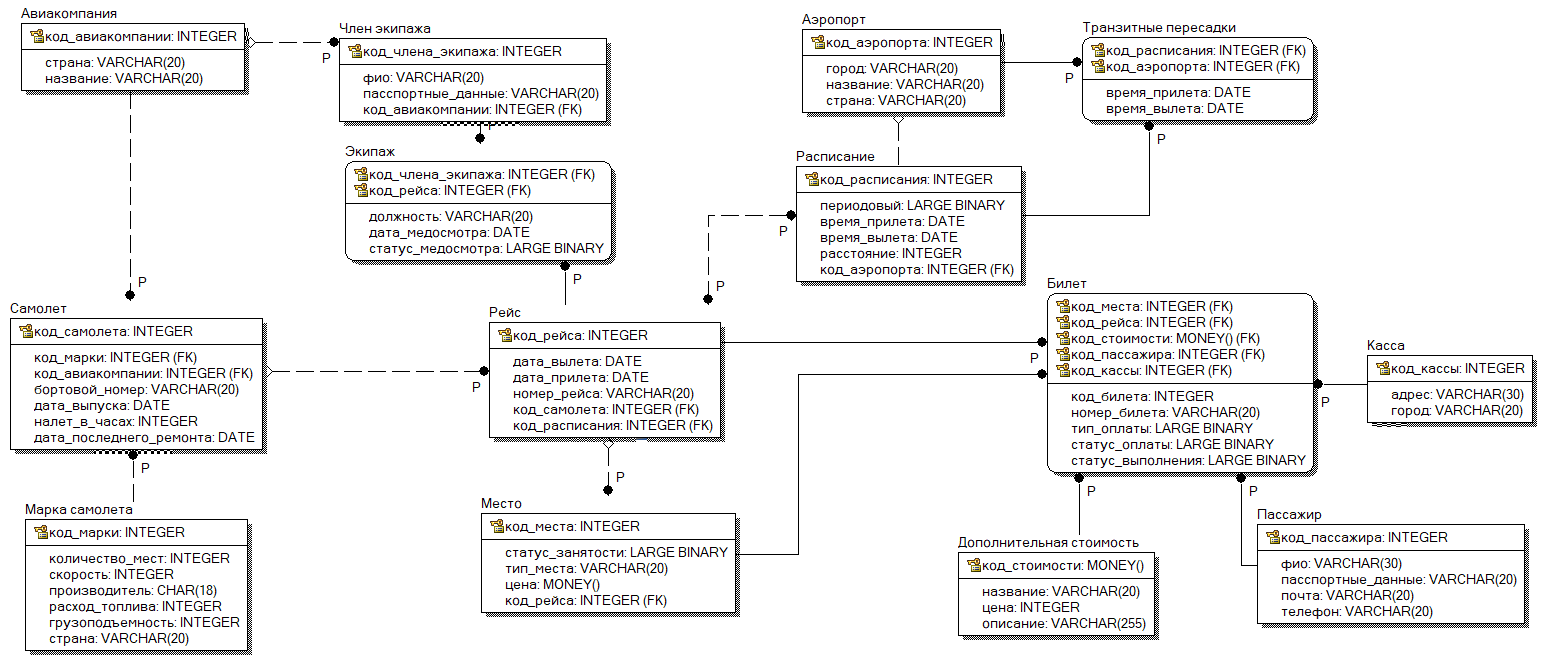 Авиакомпания
код_авиакомпании: INTEGER
страна: VARCHAR(20)
название: VARCHAR(20)
P
Член экипажа
код_члена_экипажа: INTEGER
фио: VARCHAR(20)
пасспортные_данные: VARCHAR(20)
код_авиакомпании: INTEGER (FK)
P
P
Экипаж
код_члена_экипажа: INTEGER (FK)
код_рейса: INTEGER (FK)
должность: VARCHAR(20)
дата_медосмотра: DATE
статус_медосмотра: LARGE BINARY
P
Аэропорт
код_аэропорта: INTEGER
город: VARCHAR(20)
название: VARCHAR(20)
страна: VARCHAR(20)
P
Транзитные пересадки
код_расписания: INTEGER (FK)
код_аэропорта: INTEGER (FK)
время_прилета: DATE
время_вылета: DATE
P
Расписание
код_расписания: INTEGER
периодовый: LARGE BINARY
время_прилета: DATE
время_вылета: DATE
расстояние: INTEGER
код_аэропорта: INTEGER (FK)
P
P
P
Самолет
код_самолета: INTEGER
код_марки: INTEGER (FK)
код_авиакомпании: INTEGER (FK)
бортовой_номер: VARCHAR(20)
дата_выпуска: DATE
налет_в_часах: INTEGER
дата_последнего_ремонта: DATE
P
P
Рейс
код_рейса: INTEGER
дата_вылета: DATE
дата_прилета: DATE
номер_рейса: VARCHAR(20)
код_самолета: INTEGER (FK)
код_расписания: INTEGER (FK)
P
P
Билет
код_места: INTEGER (FK)
код_рейса: INTEGER (FK)
код_стоимости: MONEY() (FK)
код_пассажира: INTEGER (FK)
код_кассы: INTEGER (FK)
код_билета: INTEGER
номер_билета: VARCHAR(20)
тип_оплаты: LARGE BINARY
статус_оплаты: LARGE BINARY
статус_выполнения: LARGE BINARY
P
P
P
Касса
код_кассы: INTEGER
адрес: VARCHAR(30)
город: VARCHAR(20)
Марка самолета
код_марки: INTEGER
количество_мест: INTEGER
скорость: INTEGER
производитель: CHAR(18)
расход_топлива: INTEGER
грузоподъемность: INTEGER
страна: VARCHAR(20)
Место
код_места: INTEGER
статус_занятости: LARGE BINARY
тип_места: VARCHAR(20)
цена: MONEY()
код_рейса: INTEGER (FK)
Дополнительная стоимость
код_стоимости: MONEY()
название: VARCHAR(20)
цена: INTEGER
описание: VARCHAR(255)
Пассажир
код_пассажира: INTEGER
фио: VARCHAR(30)
пасспортные_данные: VARCHAR(20)
почта: VARCHAR(20)
телефон: VARCHAR(20)